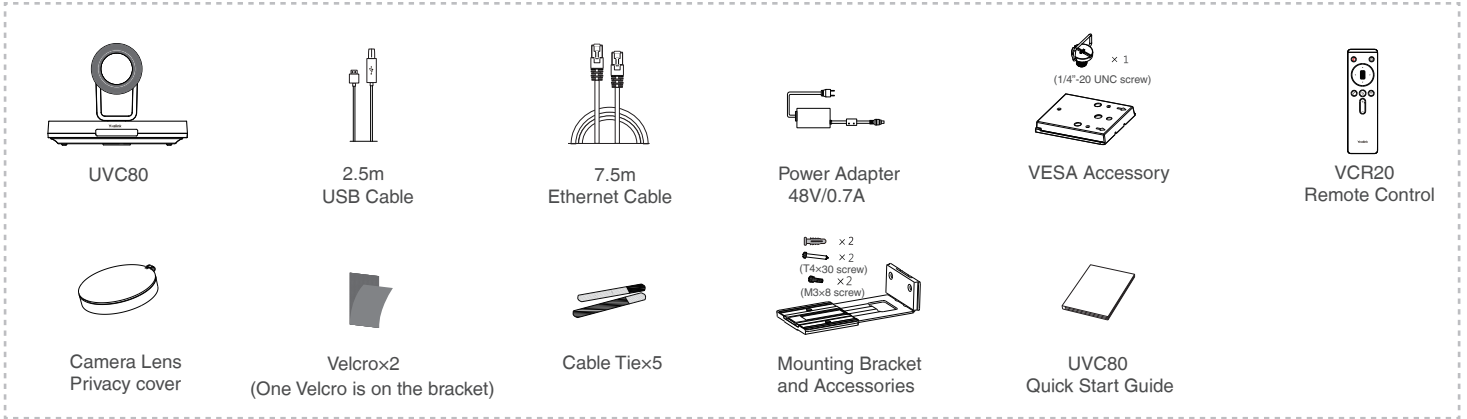 UVC80
2.5m
USB Cable
7.5m
Ethernet Cable
Power Adapter
48V/0.7A
× 1
(1/4"-20 UNC screw)
VESA Accessory
VCR20
Remote Control
Camera Lens
Privacy cover
Velcro×2
(One Velcro is on the bracket)
Cable Tie×5
×2
×2
(T4×30 screw)
×2
(M3×8 screw)
Mounting Bracket
and Accessories
UVC80
Quick Start Guide